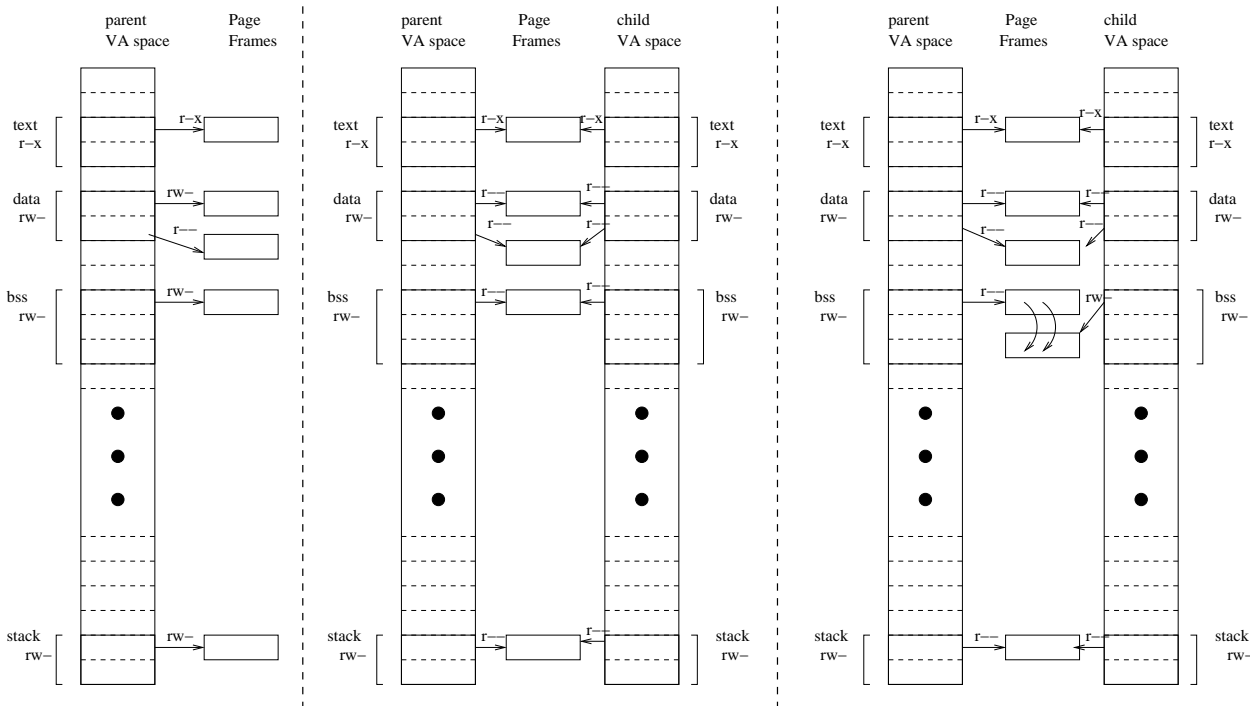 parent
VA space
Page
Frames
text
r−x
r−x
data
rw−
rw−
r−−
bss
rw−
rw−
stack
rw−
rw−
parent
VA space
Page
Frames
child
VA space
text
r−x
r−x
r−x
text
r−x
data
rw−
r−−
r−−
r−−
r−−
data
rw−
bss
rw−
r−−
r−−
bss
rw−
stack
rw−
r−−
r−−
stack
rw−
parent
VA space
Page
Frames
child
VA space
text
r−x
r−x
r−x
text
r−x
data
rw−
r−−
r−−
r−−
r−−
data
rw−
bss
rw−
r−−
rw−
bss
rw−
stack
rw−
r−−
r−−
stack
rw−